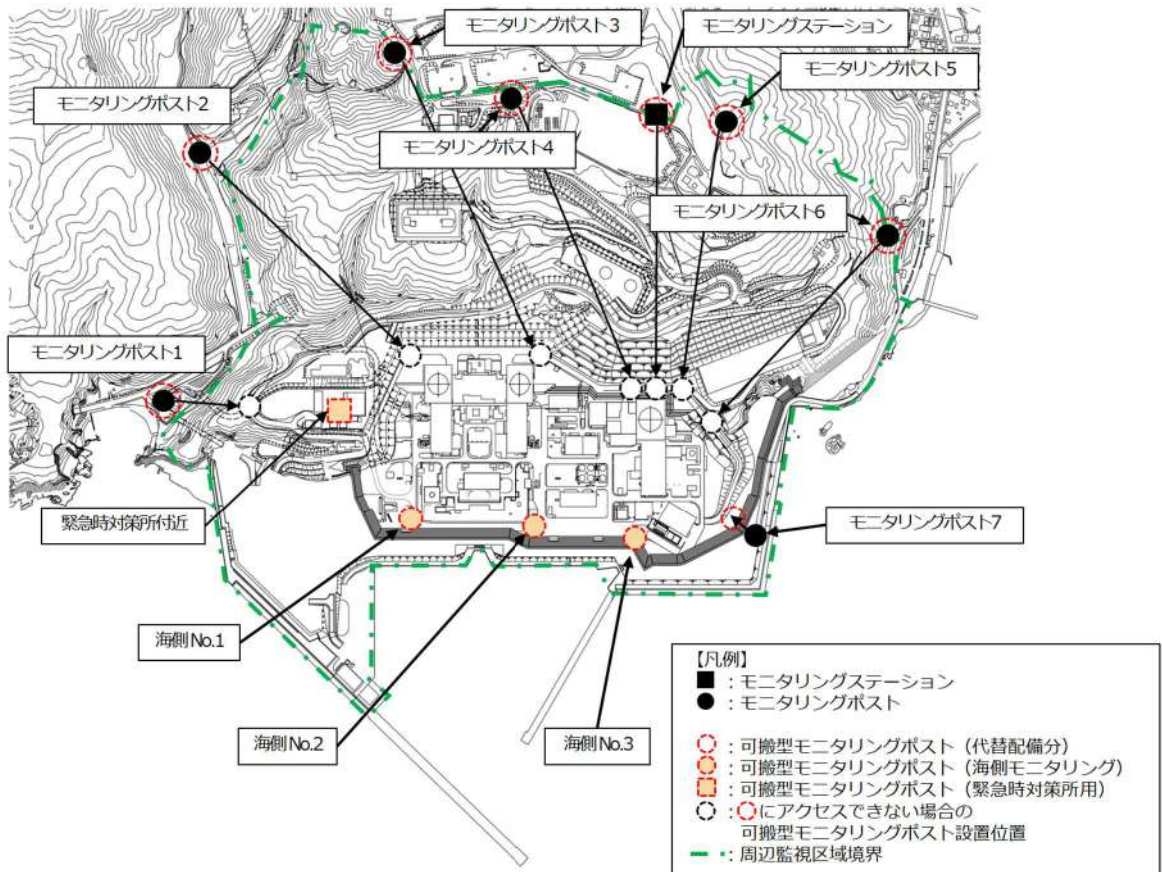 モニタリングポスト3
モニタリングステーション
モニタリングポスト5
モニタリングポスト2
モニタリングポスト4
モニタリングポスト6
モニタリングポスト1
緊急時対策所付近
モニタリングポスト7
海側No.1
海側No.2
海側No.3
【凡例】
■:モニタリングステーション
●:モニタリングポスト
:可搬型モニタリングポスト(代替配備分)
:可搬型モニタリングポスト(海側モニタリング)
:可搬型モニタリングポスト(緊急時対策所用)
:にアクセスできない場合の
可搬型モニタリングポスト設置位置
:周辺監視区域境界